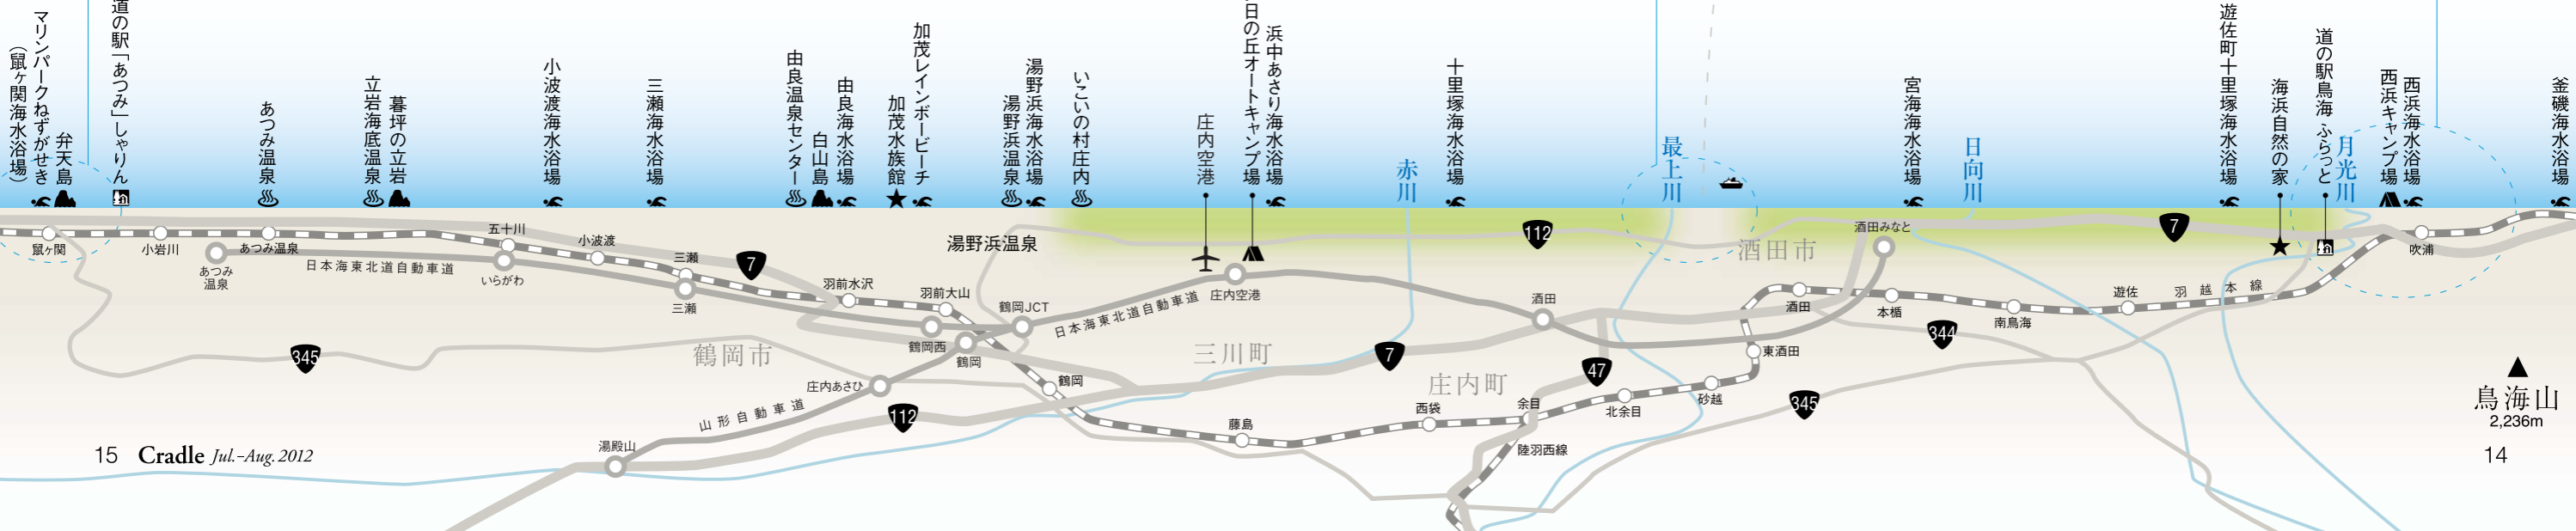 （鼠ヶ関海水浴場）
マリンパークねずがせき
弁天島
道の駅「あつみ」しゃりん
あつみ温泉
立岩海底温泉
暮坪の立岩
小波渡海水浴場
三瀬海水浴場
由良温泉センター
白山島
由良海水浴場
加茂水族館
加茂レインボービーチ
湯野浜温泉
湯野浜海水浴場
いこいの村庄内
庄内空港
日の丘オートキャンプ場
浜中あさり海水浴場
赤川
十里塚海水浴場
最上川
宮海海水浴場
日向川
遊佐町十里塚海水浴場
海浜自然の家
道の駅鳥海 ふらっと
月光川
西浜キャンプ場
西浜海水浴場
釜磯海水浴場
鼠ヶ関
小岩川
あつみ
温泉
あつみ温泉
日本海東北道自動車道
五十川
いらがわ
小波渡
三瀬
三瀬
7
羽前水沢
羽前大山
鶴岡西
鶴岡
鶴岡JCT
湯野浜温泉
日本海東北道自動車道
庄内空港
112
酒田
酒田市
酒田みなと
7
吹浦
345
鶴岡市
庄内あさひ
山形自動車道
112
湯殿山
鶴岡
三川町
藤島
7
庄内町
西袋
余目
陸羽西線
47
北余目
砂越
東酒田
酒田
本楯
344
345
南鳥海
遊佐
羽越本線
鳥海山
2,236m
15 Cradle Jul.-Aug. 2012
14